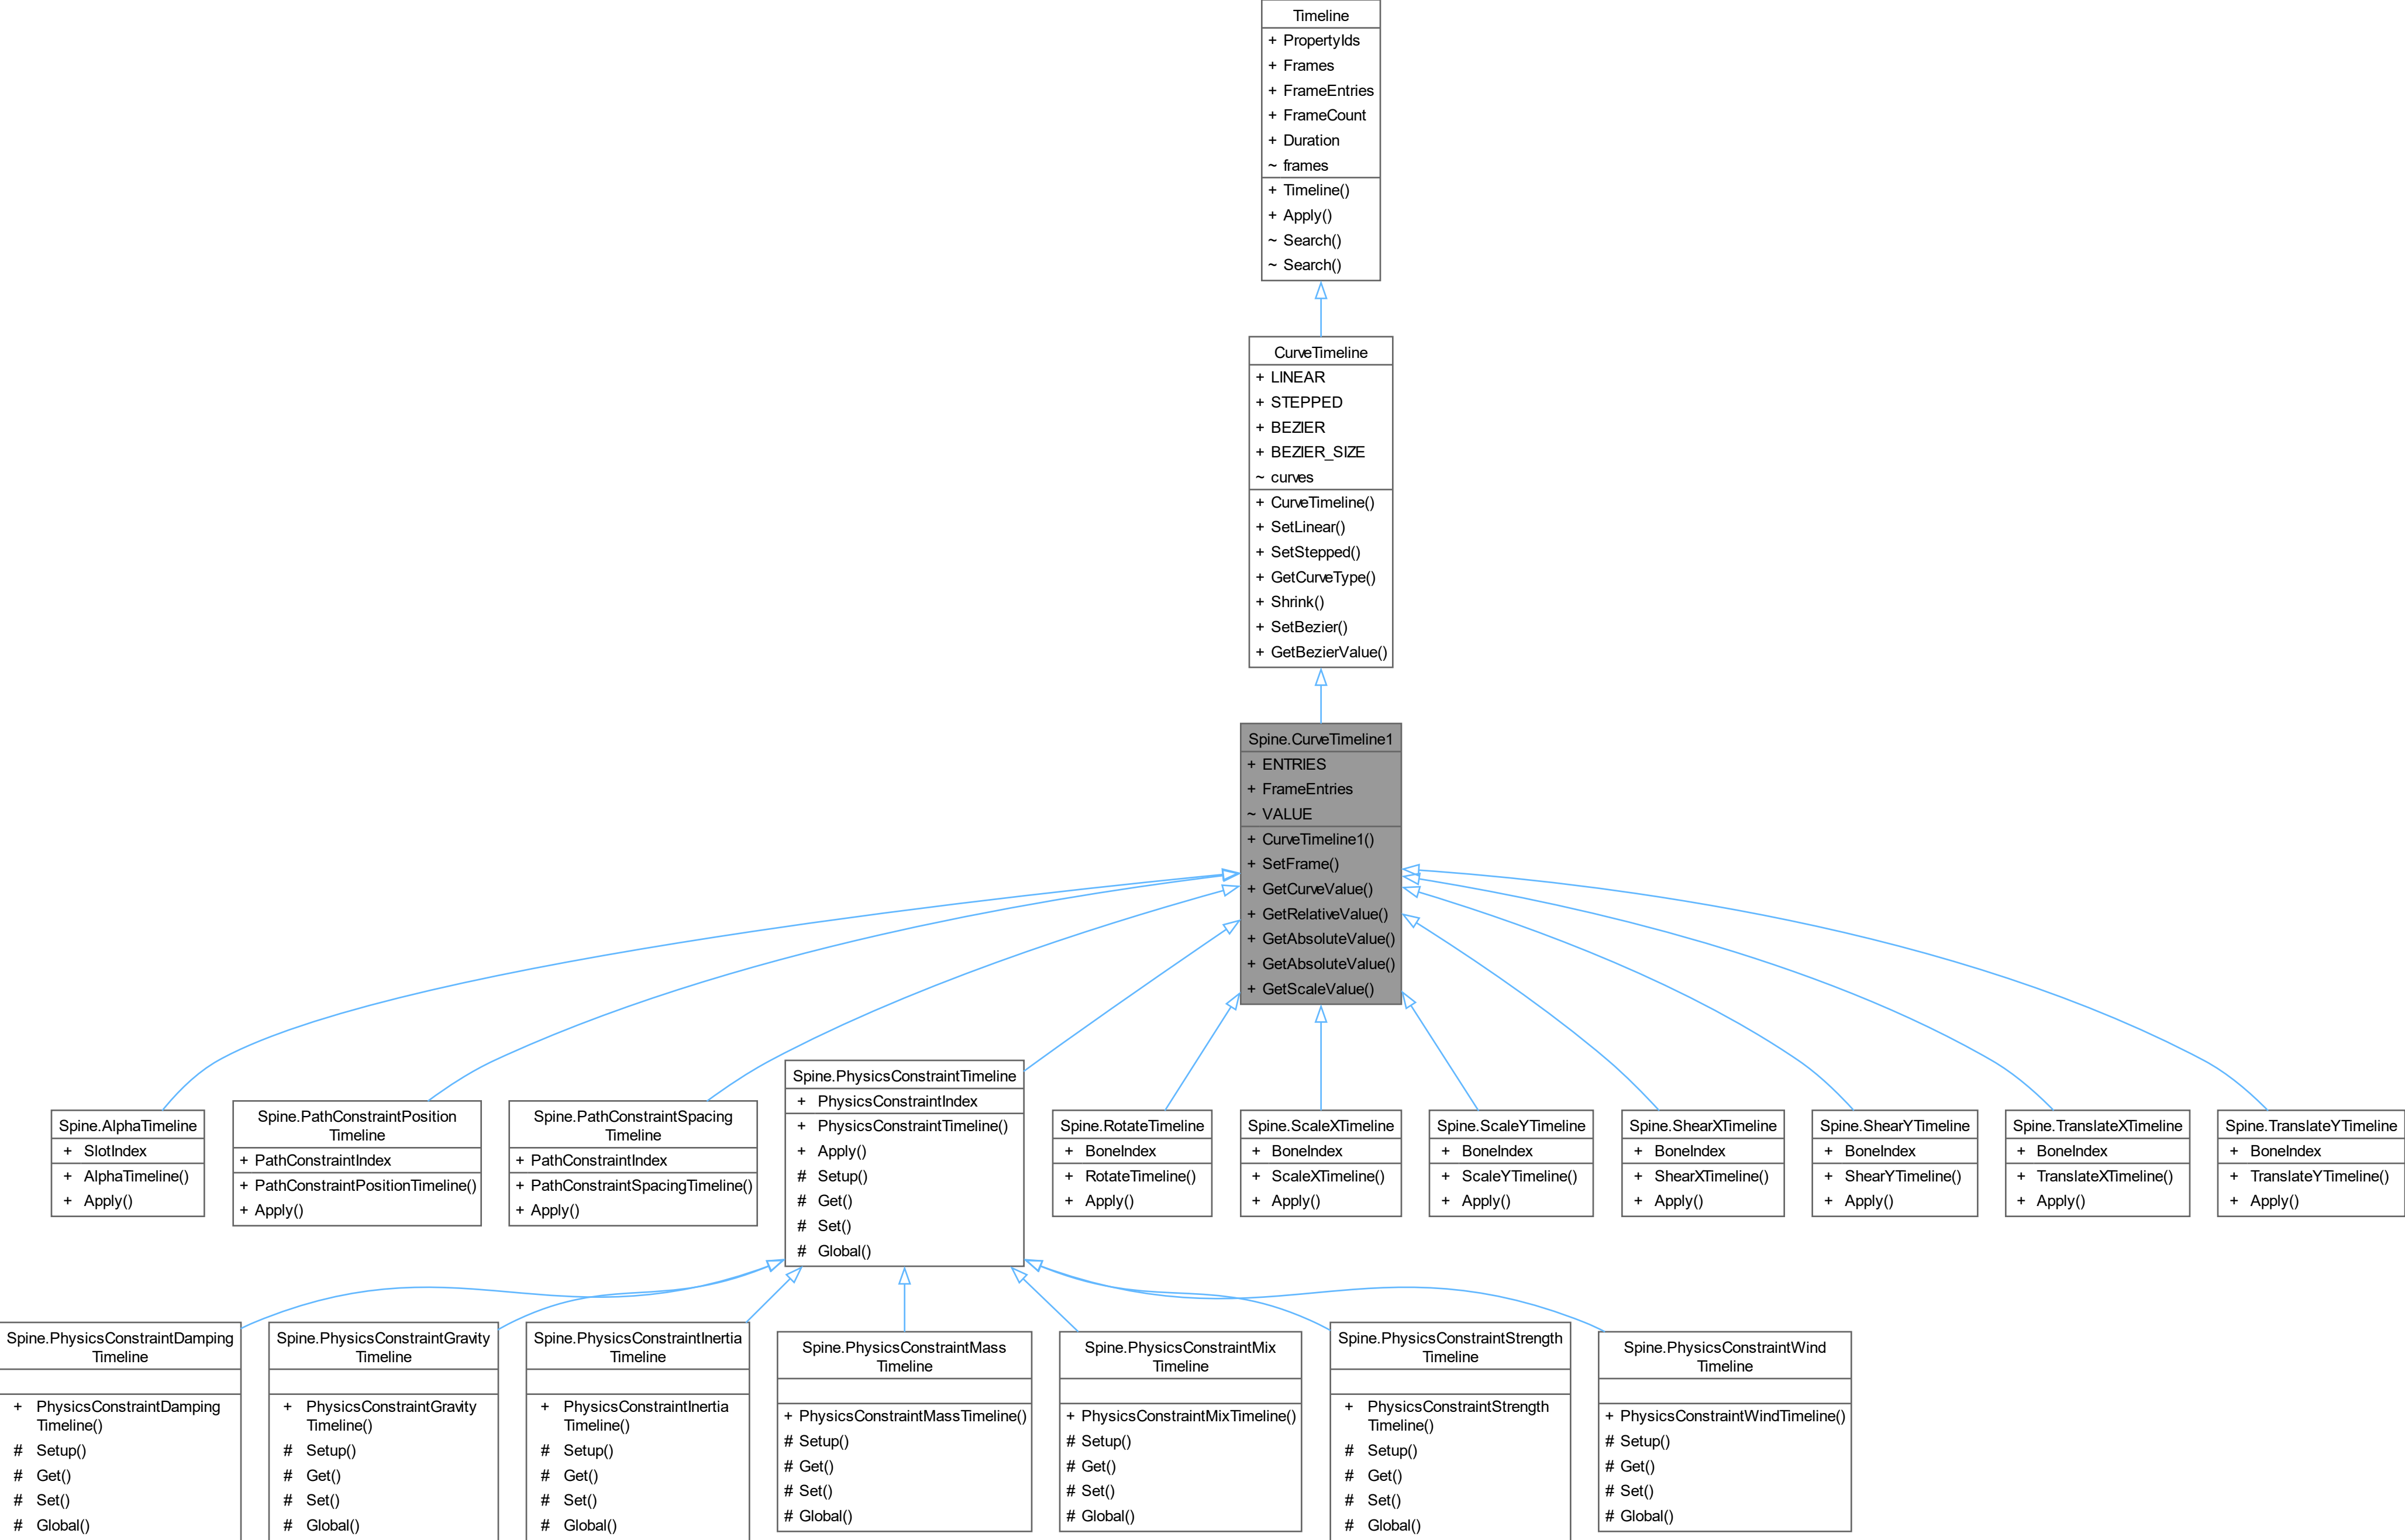 Timeline
+ PropertyIds
+ Frames
+ FrameEntries
+ FrameCount
+ Duration
~ frames
+ Timeline()
+ Apply()
~ Search()
~ Search()
CurveTimeline
+ LINEAR
+ STEPPED
+ BEZIER
+ BEZIER_SIZE
~ curves
+ CurveTimeline()
+ SetLinear()
+ SetStepped()
+ GetCurveType()
+ Shrink()
+ SetBezier()
+ GetBezierValue()
Spine.CurveTimeline1
+ ENTRIES
+ FrameEntries
~ VALUE
+ CurveTimeline1()
+ SetFrame()
+ GetCurveValue()
+ GetRelativeValue()
+ GetAbsoluteValue()
+ GetAbsoluteValue()
+ GetScaleValue()
Spine.AlphaTimeline
+ SlotIndex
+ AlphaTimeline()
+ Apply()
Spine.PathConstraintPosition
Timeline
+ PathConstraintIndex
+ PathConstraintPositionTimeline()
+ Apply()
Spine.PathConstraintSpacing
Timeline
+ PathConstraintIndex
+ PathConstraintSpacingTimeline()
+ Apply()
Spine.PhysicsConstraintTimeline
+ PhysicsConstraintIndex
+ PhysicsConstraintTimeline()
+ Apply()
# Setup()
# Get()
# Set()
# Global()
Spine.RotateTimeline
+ BoneIndex
+ RotateTimeline()
+ Apply()
Spine.ScaleXTimeline
+ BoneIndex
+ ScaleXTimeline()
+ Apply()
Spine.ScaleYTimeline
+ BoneIndex
+ ScaleYTimeline()
+ Apply()
Spine.ShearXTimeline
+ BoneIndex
+ ShearXTimeline()
+ Apply()
Spine.ShearYTimeline
+ BoneIndex
+ ShearYTimeline()
+ Apply()
Spine.TranslateXTimeline
+ BoneIndex
+ TranslateXTimeline()
+ Apply()
Spine.TranslateYTimeline
+ BoneIndex
+ TranslateYTimeline()
+ Apply()
Spine.PhysicsConstraintDamping
Timeline
+ PhysicsConstraintDamping
Timeline()
# Setup()
# Get()
# Set()
# Global()
Spine.PhysicsConstraintGravity
Timeline
+ PhysicsConstraintGravity
Timeline()
# Setup()
# Get()
# Set()
# Global()
Spine.PhysicsConstraintInertia
Timeline
+ PhysicsConstraintInertia
Timeline()
# Setup()
# Get()
# Set()
# Global()
Spine.PhysicsConstraintMass
Timeline
+ PhysicsConstraintMassTimeline()
# Setup()
# Get()
# Set()
# Global()
Spine.PhysicsConstraintMix
Timeline
+ PhysicsConstraintMixTimeline()
# Setup()
# Get()
# Set()
# Global()
Spine.PhysicsConstraintStrength
Timeline
+ PhysicsConstraintStrength
Timeline()
# Setup()
# Get()
# Set()
# Global()
Spine.PhysicsConstraintWind
Timeline
+ PhysicsConstraintWindTimeline()
# Setup()
# Get()
# Set()
# Global()